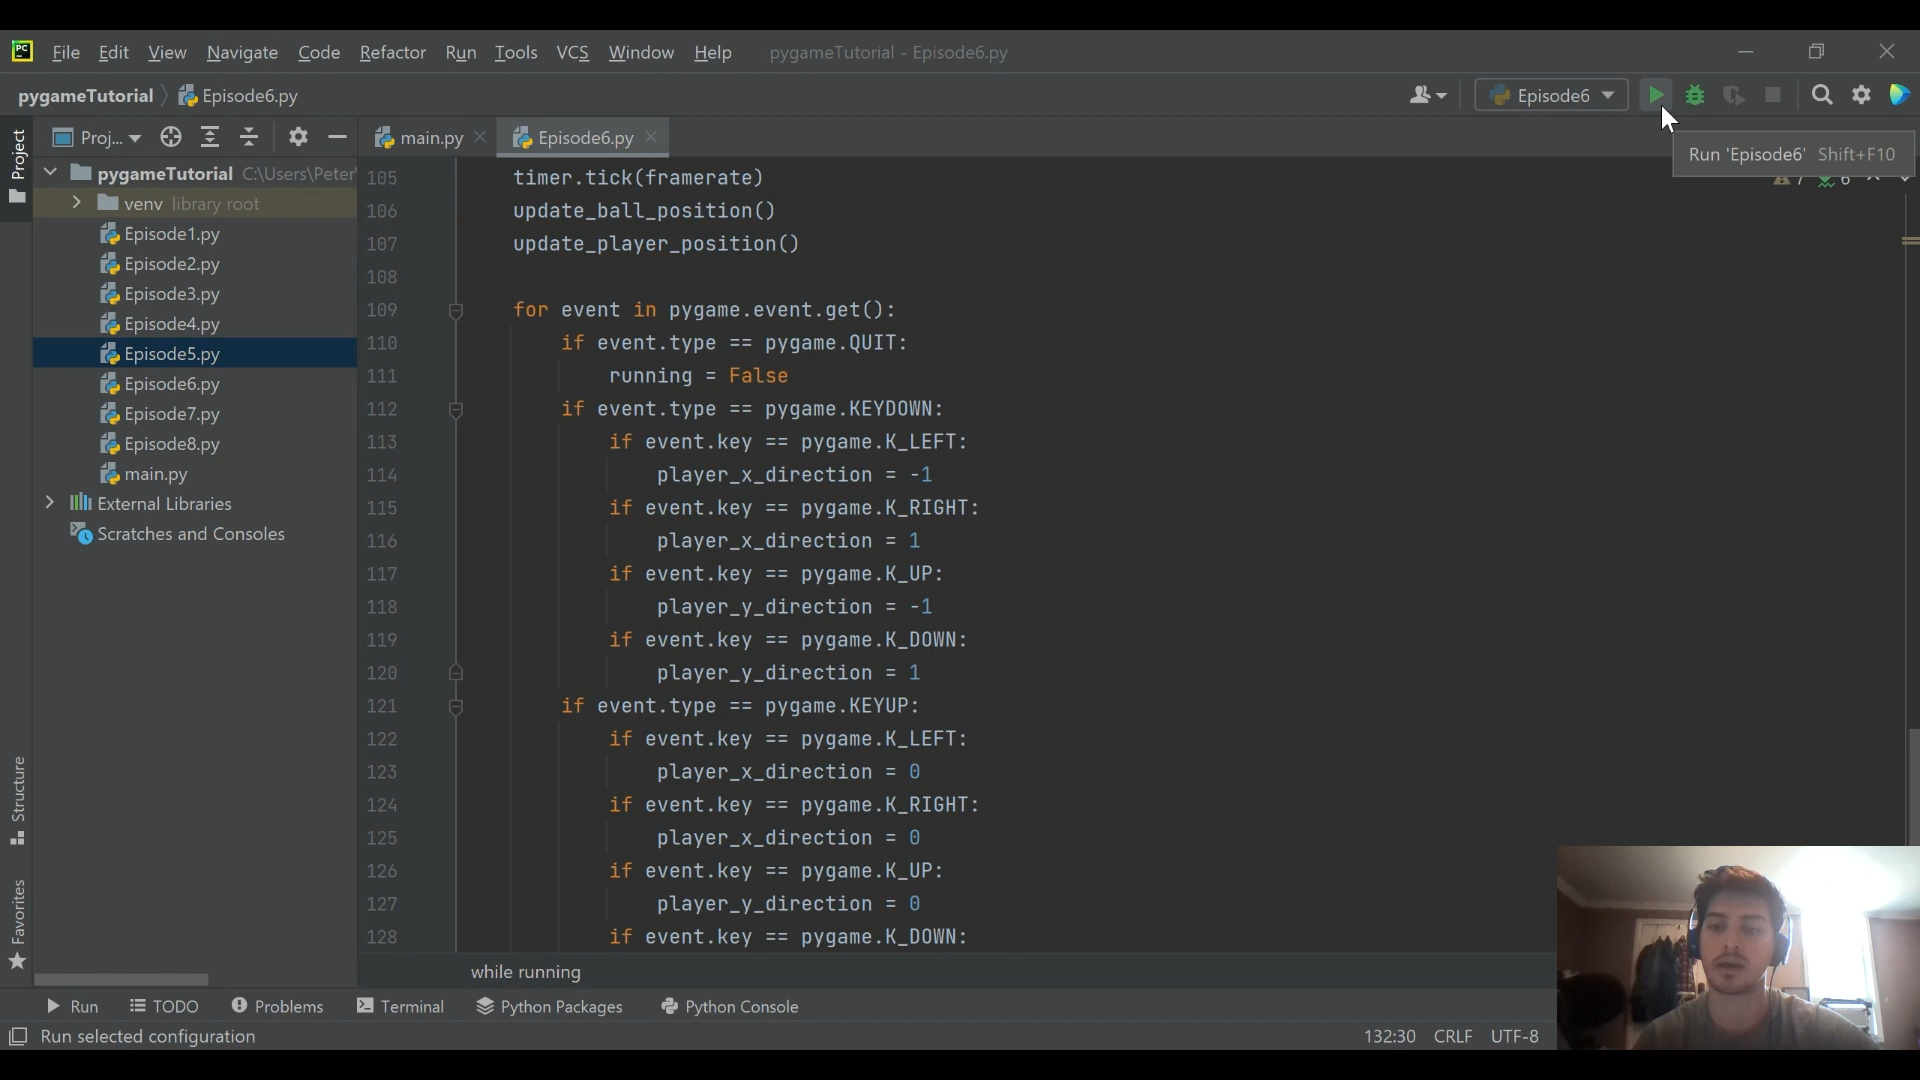 PC File Edit View Navigate Code Refactor Run Tools VCS Window Help pygameTutorial - Episode6.py
pygameTutorial Episode6.py
Episode6
Run 'Episode6' Shift+F10
7 6
Project
Proj...
main.py
Episode6.py
pygameTutorial C:\Users\Peter
venv library root
Episode1.py
Episode2.py
Episode3.py
Episode4.py
Episode5.py
Episode6.py
Episode7.py
Episode8.py
main.py
External Libraries
Scratches and Consoles
Structure
Favorites
105 timer.tick(framerate)
106 update_ball_position()
107 update_player_position()
108
109 for event in pygame.event.get():
110 if event.type == pygame.QUIT:
111 running = False
112 if event.type == pygame.KEYDOWN:
113 if event.key == pygame.K_LEFT:
114 player_x_direction = -1
115 if event.key == pygame.K_RIGHT:
116 player_x_direction = 1
117 if event.key == pygame.K_UP:
118 player_y_direction = -1
119 if event.key == pygame.K_DOWN:
120 player_y_direction = 1
121 if event.type == pygame.KEYUP:
122 if event.key == pygame.K_LEFT:
123 player_x_direction = 0
124 if event.key == pygame.K_RIGHT:
125 player_x_direction = 0
126 if event.key == pygame.K_UP:
127 player_y_direction = 0
128 if event.key == pygame.K_DOWN:
while running
Run TODO Problems Terminal Python Packages Python Console
Run selected configuration
132:30 CRLF UTF-8